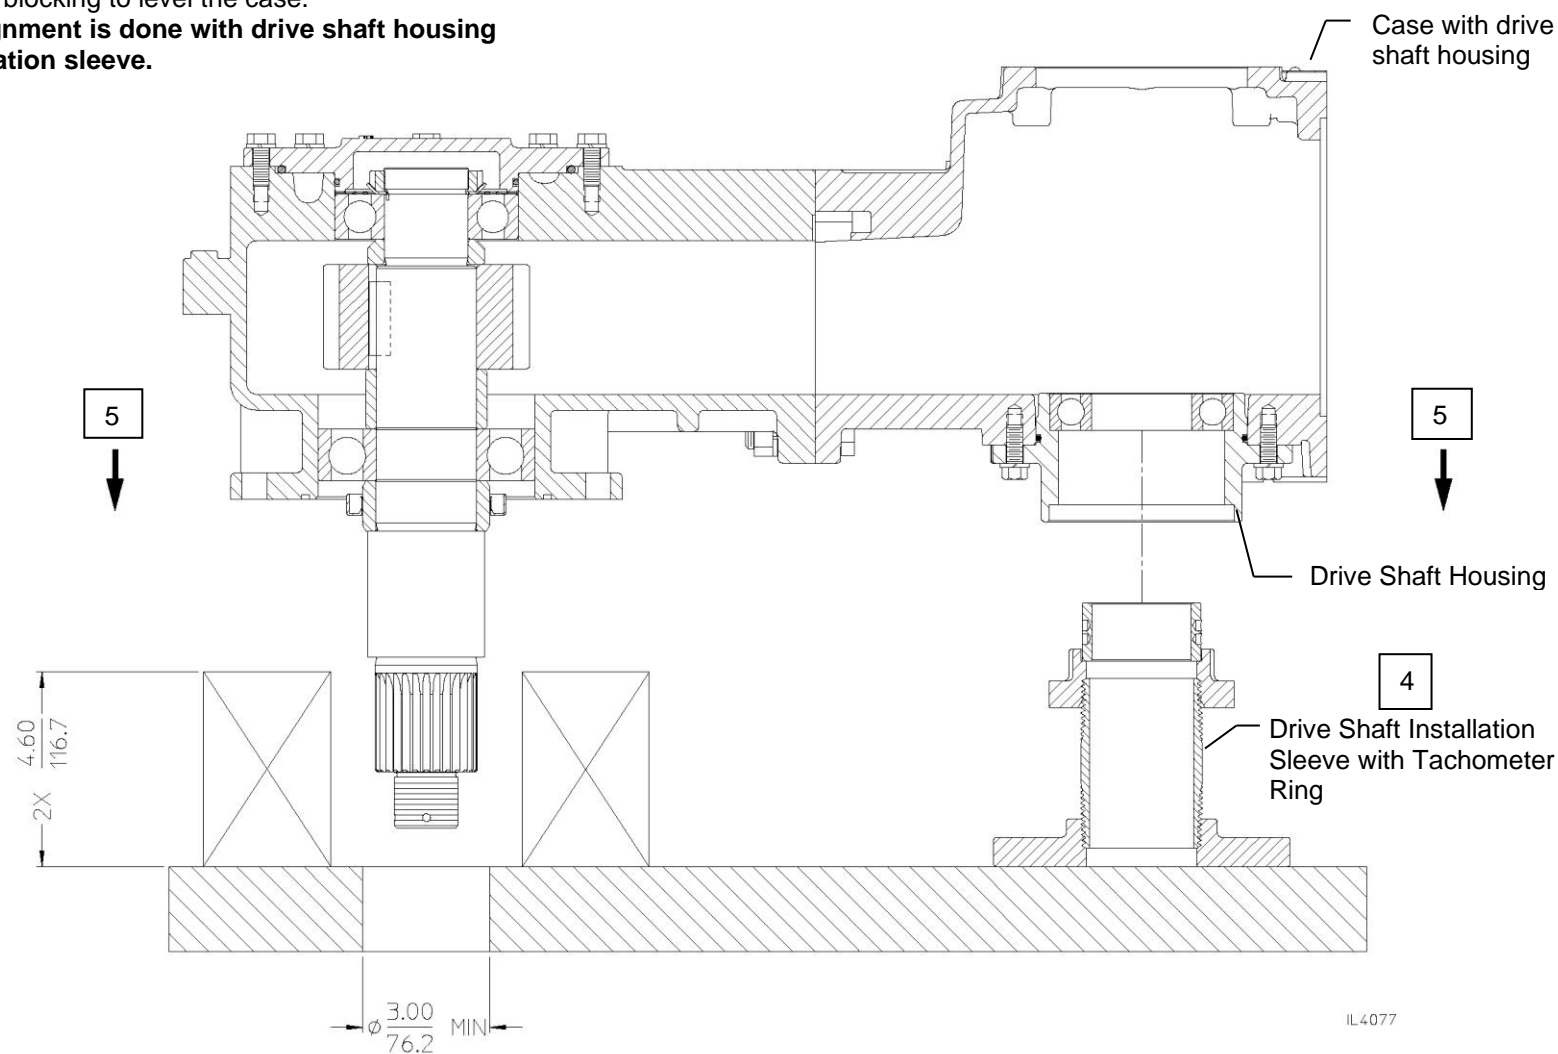 blocking to level the case.
is done with drive shaft housing
sleeve.
Case with drive
shaft housing
5
5
Drive Shaft Housing
4
Drive Shaft Installation
Sleeve with Tachometer
Ring
2X 4.60
116.7
⌀ 3.00 MIN
76.2
IL4077